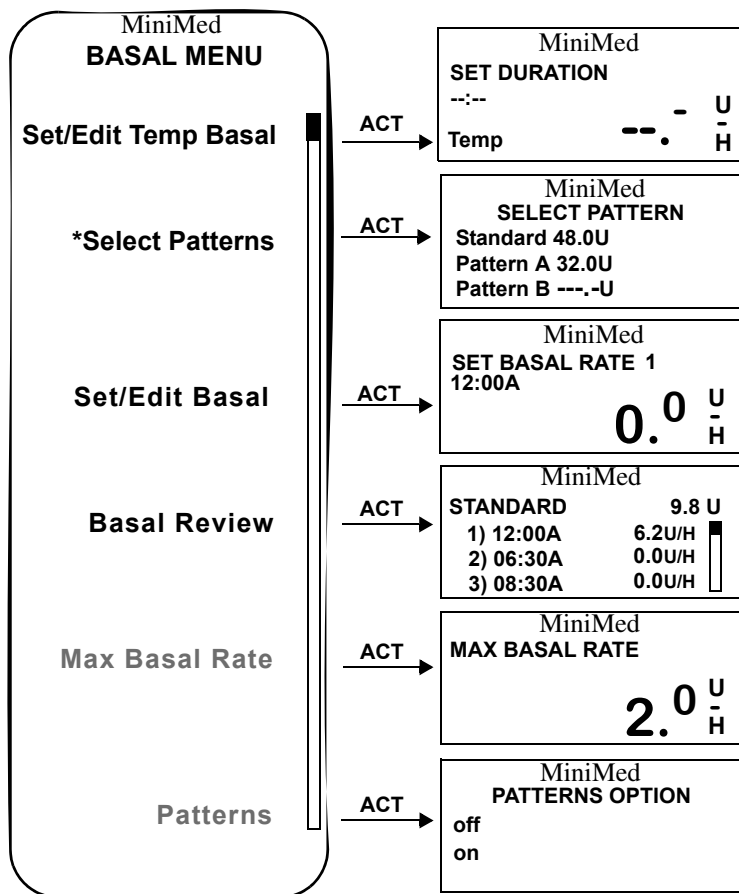 MiniMed
BASAL MENU
Set/Edit Temp Basal
ACT
MiniMed
SET DURATION
--:--
Temp
--.-
U
-
H
*Select Patterns
ACT
MiniMed
SELECT PATTERN
Standard 48.0U
Pattern A 32.0U
Pattern B ---.-U
Set/Edit Basal
ACT
MiniMed
SET BASAL RATE 1
12:00A
0.0
U
-
H
Basal Review
ACT
MiniMed
STANDARD 9.8 U
1) 12:00A 6.2U/H
2) 06:30A 0.0U/H
3) 08:30A 0.0U/H
Max Basal Rate
ACT
MiniMed
MAX BASAL RATE
2.0
U
-
H
Patterns
ACT
MiniMed
PATTERNS OPTION
off
on